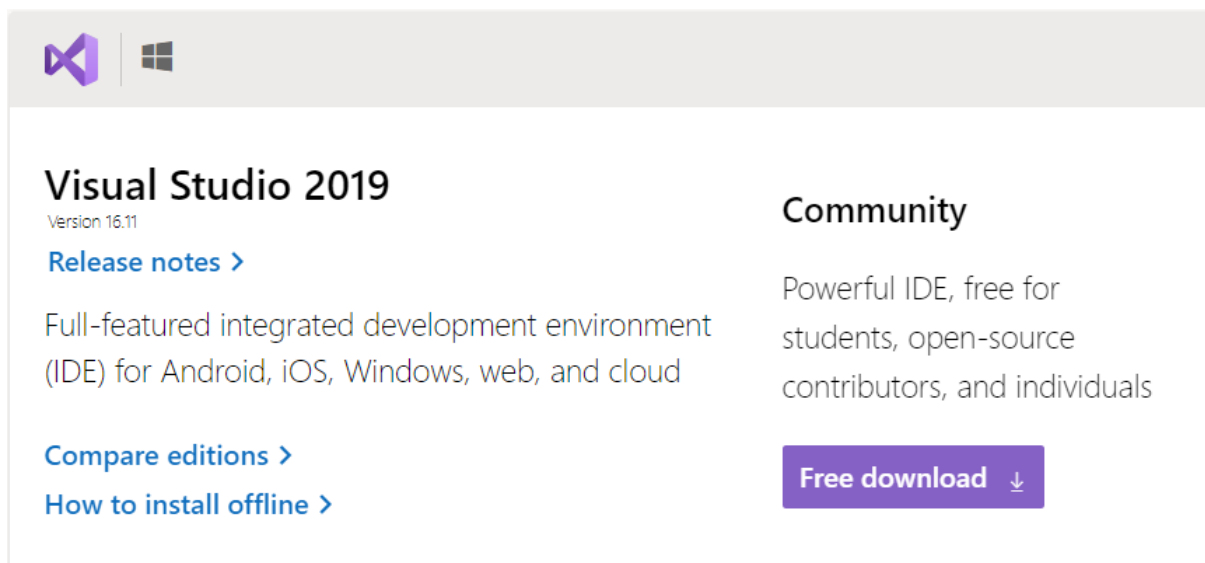 Visual Studio 2019
Version 16.11
Release notes
Full-featured integrated development environment
(IDE) for Android, iOS, Windows, web, and cloud
Compare editions
How to install offline
Community
Powerful IDE, free for
students, open-source
contributors, and individuals
Free download